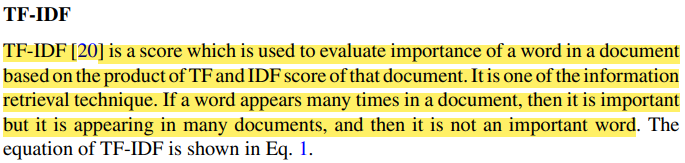 TF-IDF
TF-IDF [20] is a score which is used to evaluate importance of a word in a document
based on the product of TF and IDF score of that document. It is one of the information
retrieval technique. If a word appears many times in a document, then it is important
but it is appearing in many documents, and then it is not an important word. The
equation of TF-IDF is shown in Eq. 1.